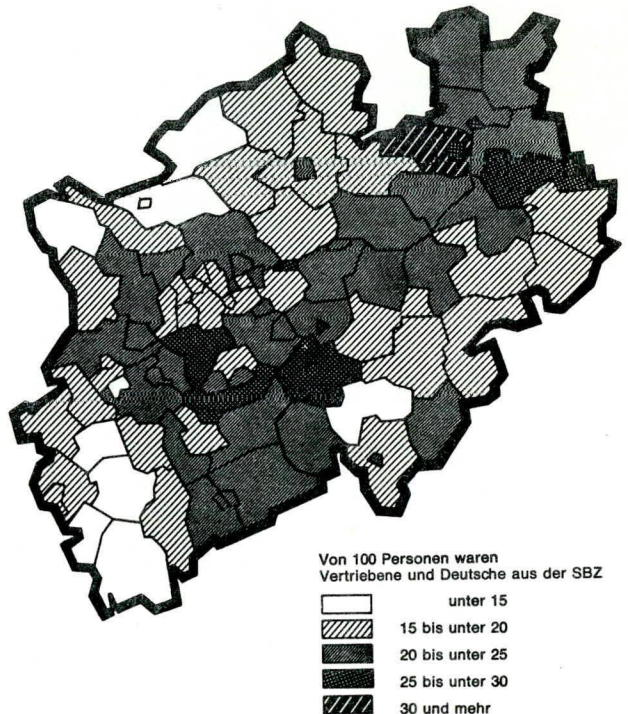 Von 100 Personen waren
Vertriebene und Deutsche aus der SBZ
unter 15
15 bis unter 20
20 bis unter 25
25 bis unter 30
30 und mehr